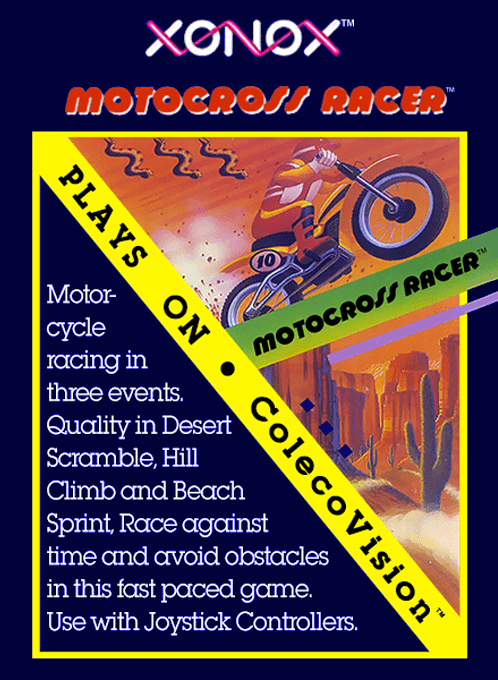 XONOX™
MOTOCROSS RACER™
PLAYS ON • ColecoVision™
10
MOTOCROSS RACER™
Motor-
cycle
racing in
three events.
Quality in Desert
Scramble, Hill
Climb and Beach
Sprint, Race against
time and avoid obstacles
in this fast paced game.
Use with Joystick Controllers.